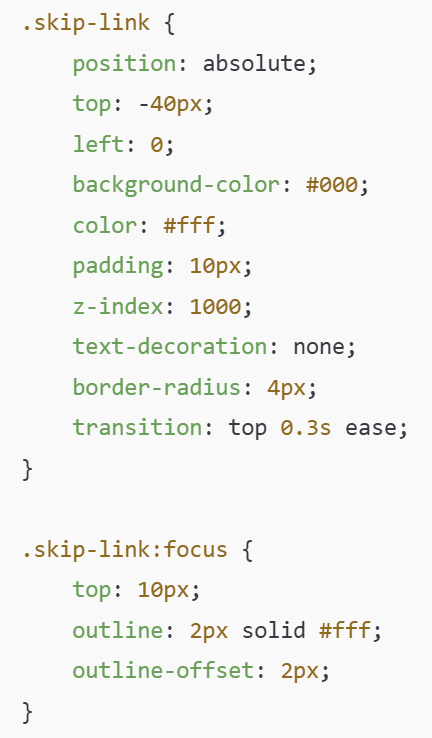 .skip-link {
    position: absolute;
    top: -40px;
    left: 0;
    background-color: #000;
    color: #fff;
    padding: 10px;
    z-index: 1000;
    text-decoration: none;
    border-radius: 4px;
    transition: top 0.3s ease;
}

.skip-link:focus {
    top: 10px;
    outline: 2px solid #fff;
    outline-offset: 2px;
}